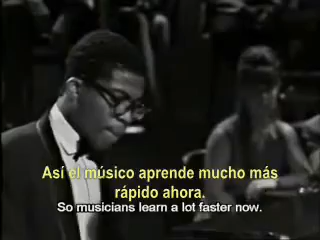 Así el músico aprende mucho más
rápido ahora.
So musicians learn a lot faster now.